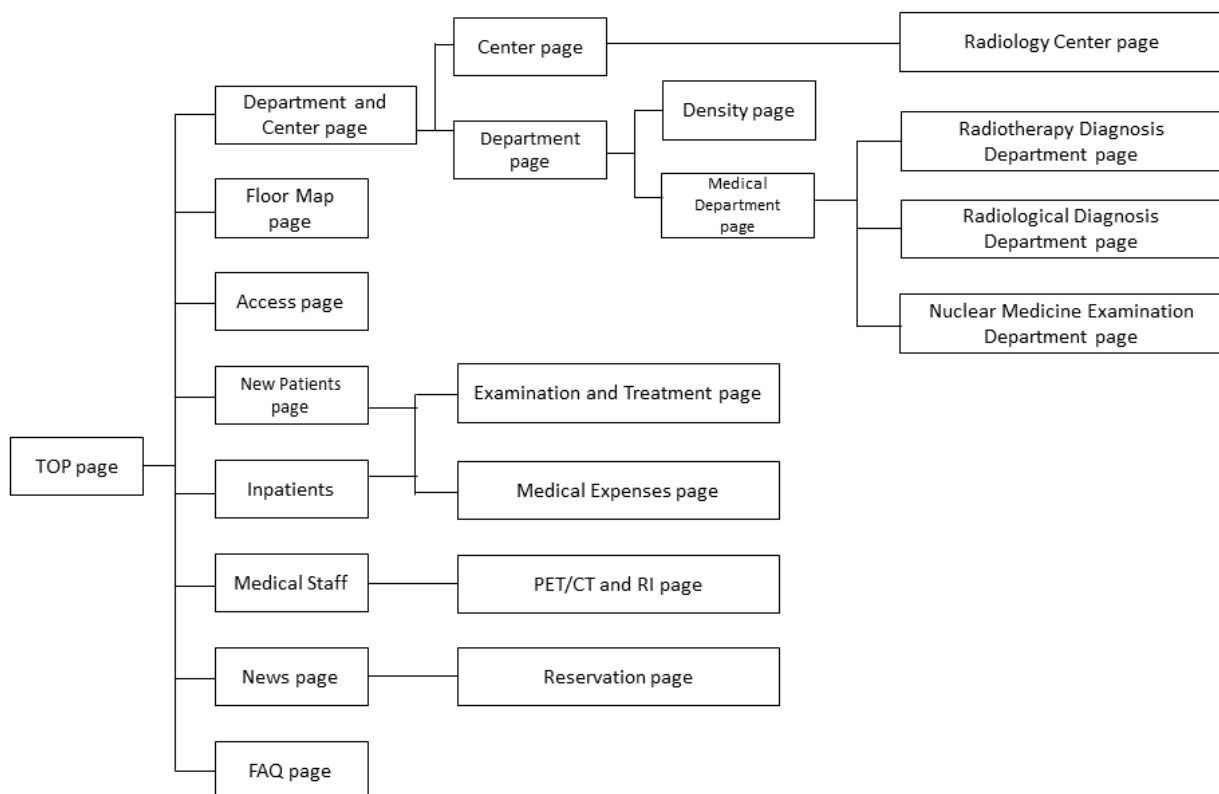 Center page
Radiology Center page
Department and
Center page
Density page
Department
page
Radiotherapy Diagnosis
Department page
Medical
Department
page
Floor Map
page
Radiological Diagnosis
Department page
Access page
Nuclear Medicine Examination
Department page
New Patients
page
Examination and Treatment page
TOP page
Inpatients
Medical Expenses page
Medical Staff
PET/CT and RI page
News page
Reservation page
FAQ page